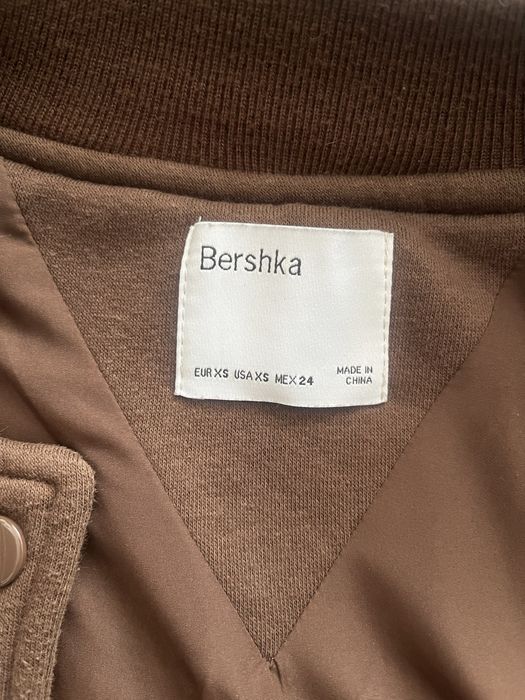 Bershka
EUR XS USA XS MEX 24
MADE IN
CHINA